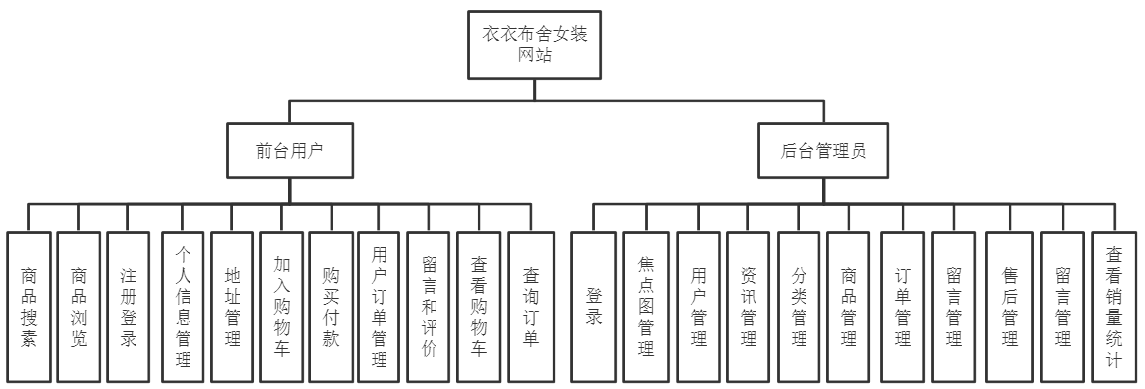 衣衣布舍女装
网站
前台用户
后台管理员
商品搜素
商品浏览
注册登录
个人信息管理
地址管理
加入购物车
购买付款
用户订单管理
留言和评价
查看购物车
查询订单
登录
焦点图管理
用户管理
资讯管理
分类管理
商品管理
订单管理
留言管理
售后管理
留言管理
查看销量统计